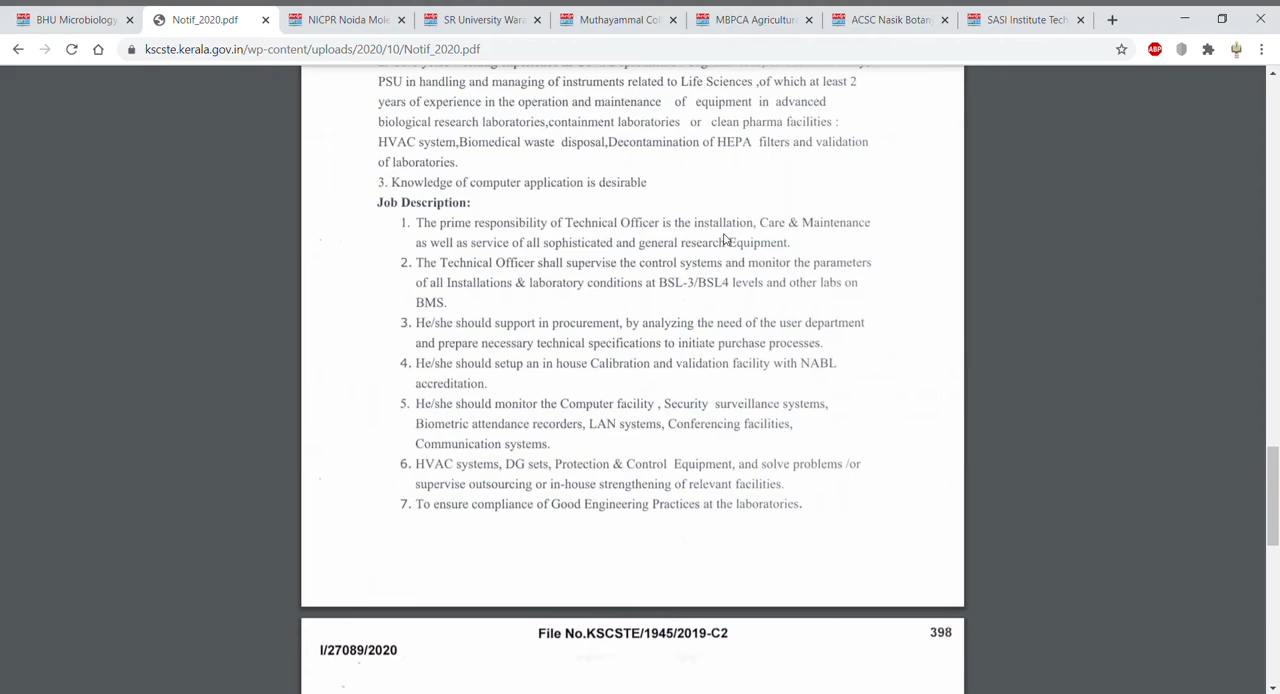 BHU Microbiology
Notif_2020.pdf
NICPR Noida Mole
SR University Wara
Muthayammal Col
MBPCA Agricultura
ACSC Nasik Botan
SASI Institute Tech
kscste.kerala.gov.in/wp-content/uploads/2020/10/Notif_2020.pdf
ABP
PSU in handling and managing of instruments related to Life Sciences ,of which at least 2
years of experience in the operation and maintenance of equipment in advanced
biological research laboratories,containment laboratories or clean pharma facilities :
HVAC system,Biomedical waste disposal,Decontamination of HEPA filters and validation
of laboratories.
3. Knowledge of computer application is desirable
Job Description:
1. The prime responsibility of Technical Officer is the installation, Care & Maintenance
as well as service of all sophisticated and general research Equipment.
2. The Technical Officer shall supervise the control systems and monitor the parameters
of all Installations & laboratory conditions at BSL-3/BSL4 levels and other labs on
BMS.
3. He/she should support in procurement, by analyzing the need of the user department
and prepare necessary technical specifications to initiate purchase processes.
4. He/she should setup an in house Calibration and validation facility with NABL
accreditation.
5. He/she should monitor the Computer facility , Security surveillance systems,
Biometric attendance recorders, LAN systems, Conferencing facilities,
Communication systems.
6. HVAC systems, DG sets, Protection & Control Equipment, and solve problems /or
supervise outsourcing or in-house strengthening of relevant facilities.
7. To ensure compliance of Good Engineering Practices at the laboratories.
File No.KSCSTE/1945/2019-C2
398
I/27089/2020